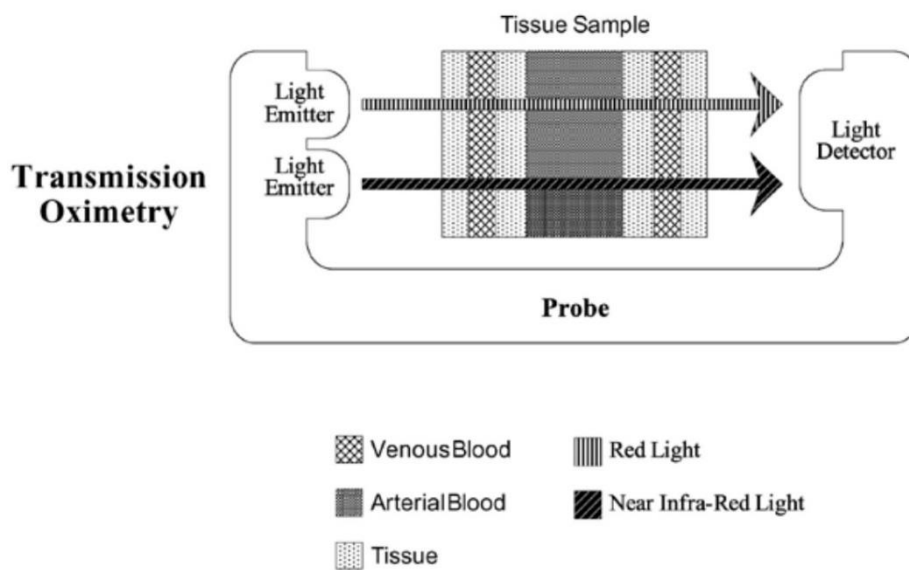 Tissue Sample
Light
Emitter
Light
Emitter
Light
Detector
Transmission
Oximetry
Probe
VenousBlood
Red Light
ArterialBlood
Near Infra-Red Light
Tissue